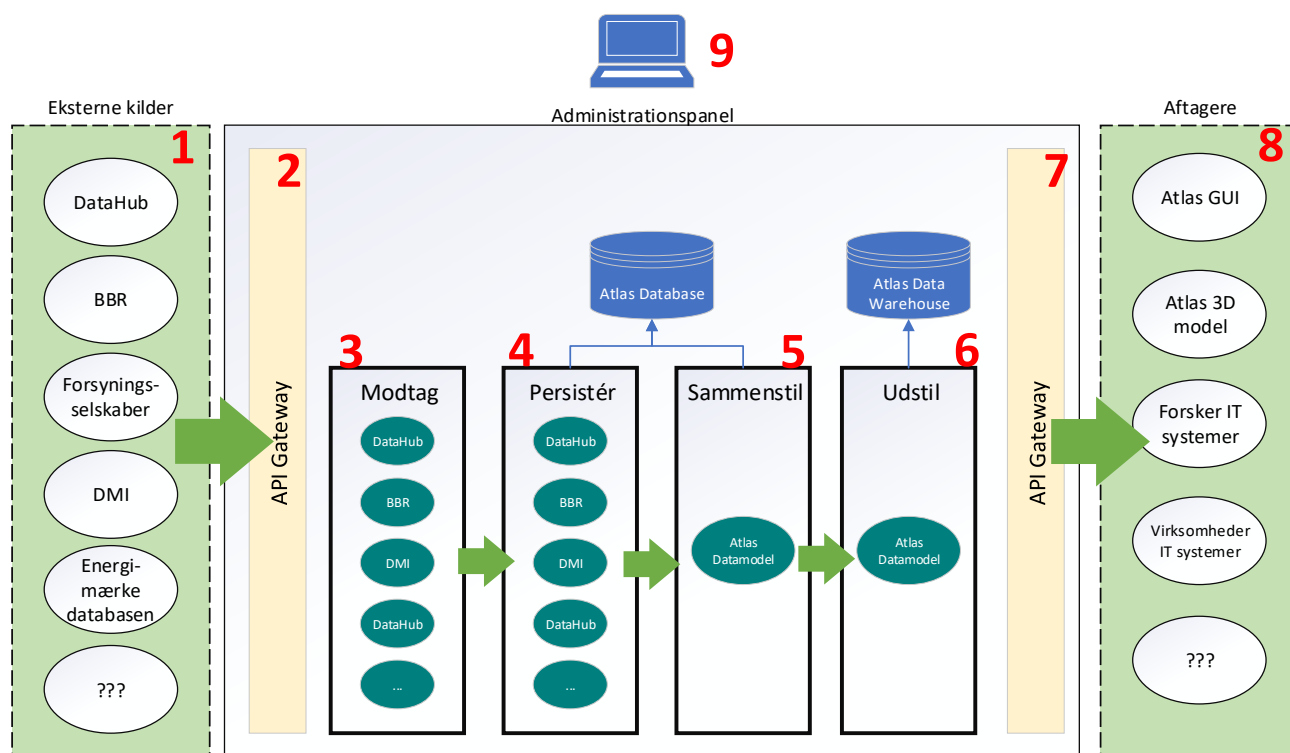 9
Administrationspanel
Eksterne kilder
1
DataHub
BBR
Forsynings-
selskaber
DMI
Energi-
mærke
databasen
???
2
API Gateway
3
Modtag
DataHub
BBR
DMI
DataHub
...
4
Persistér
DataHub
BBR
DMI
DataHub
...
Atlas Database
5
Sammenstil
Atlas
Datamodel
Atlas Data
Warehouse
6
Udstil
Atlas
Datamodel
7
API Gateway
Aftagere
8
Atlas GUI
Atlas 3D
model
Forsker IT
systemer
Virksomheder
IT systemer
???